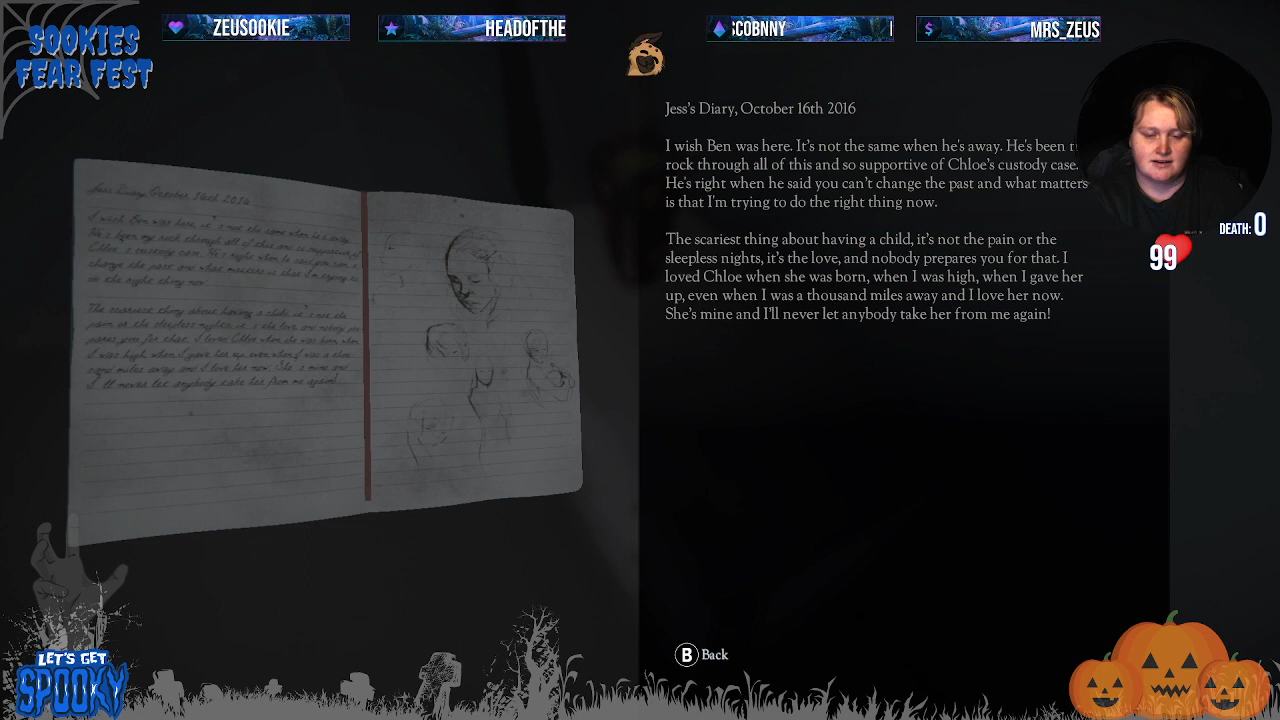 SOOKIES
FEAR FEST
ZEUSOOKIE
HEADOFTHE
COBNNY
MRS_ZEUS
Jess's Diary, October 16th 2016
I wish Ben was here. It's not the same when he's away. He's been
rock through all of this and so supportive of Chloe's custody case.
He's right when he said you can't change the past and what matters
is that I'm trying to do the right thing now.
The scariest thing about having a child, it's not the pain or the
sleepless nights, it's the love, and nobody prepares you for that. I
loved Chloe when she was born, when I was high, when I gave her
up, even when I was a thousand miles away and I love her now.
She's mine and I'll never let anybody take her from me again!
DEATH: 0
99
B Back
LET'S GET
SPOOKY